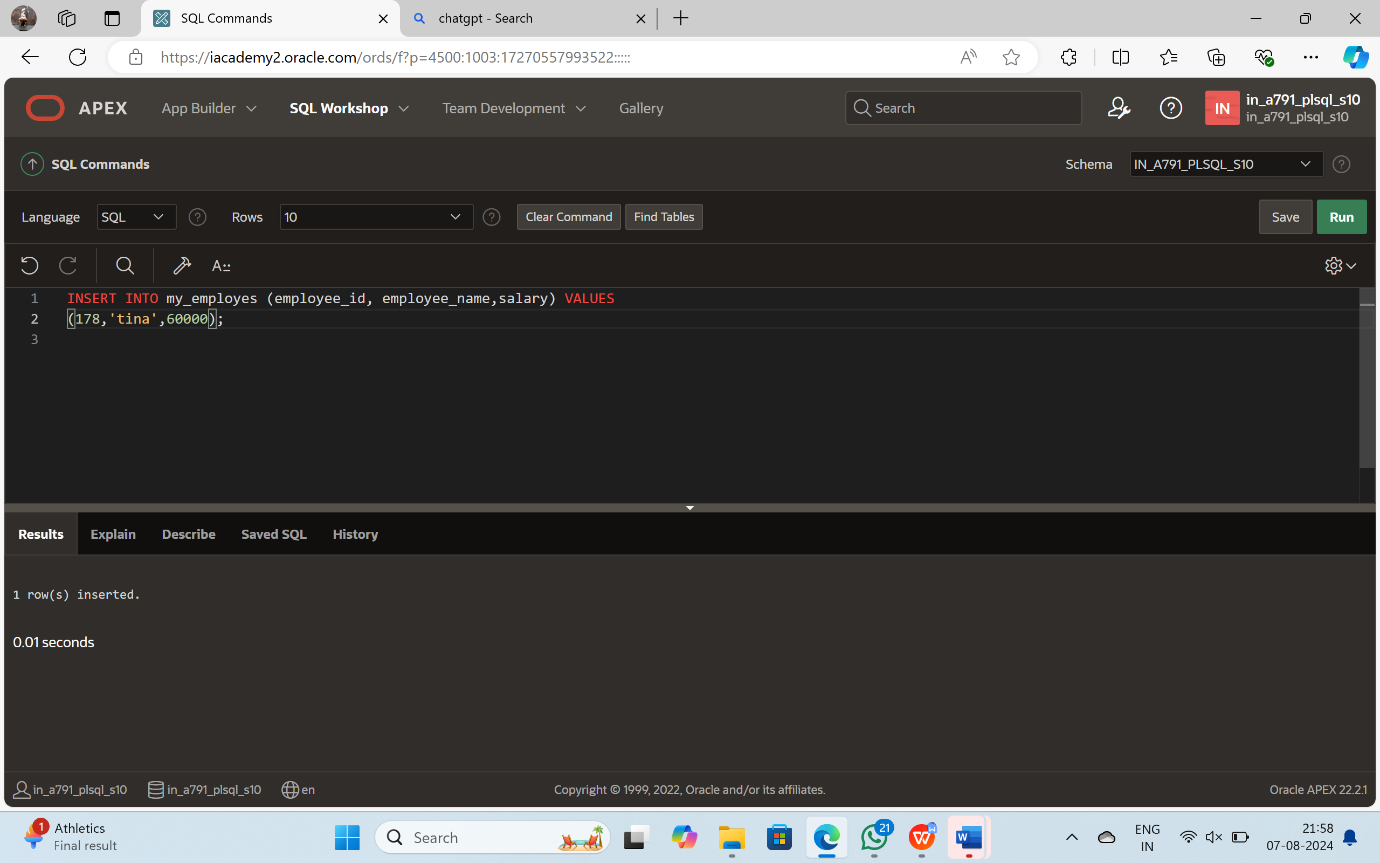 SQL Commands
chatgpt - Search
https://iacademy2.oracle.com/ords/f?p=4500:1003:17270557993522:::::
APEX App Builder SQL Workshop Team Development Gallery Search IN in_a791_plsql_s10
in_a791_plsql_s10
SQL Commands Schema IN_A791_PLSQL_S10
Language SQL Rows 10 Clear Command Find Tables Save Run
A
1 INSERT INTO my_employes (employee_id, employee_name,salary) VALUES
2 (178,'tina',60000);
3
Results Explain Describe Saved SQL History
1 row(s) inserted.
0.01 seconds
in_a791_plsql_s10 in_a791_plsql_s10 en Copyright © 1999, 2022, Oracle and/or its affiliates. Oracle APEX 22.2.1
1 Athletics
Final result
Search
21
W
W
ENG
IN
21:58
07-08-2024